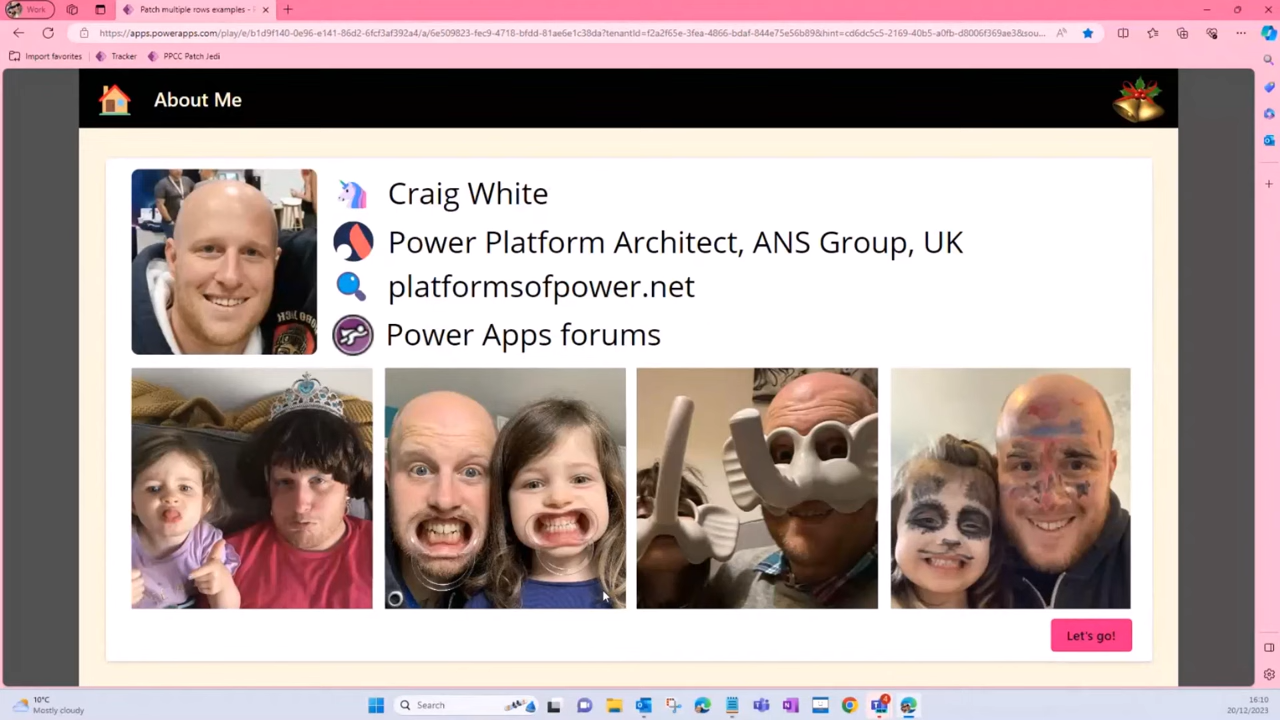 Work
Patch multiple rows examples - P
https://apps.powerapps.com/play/e/b1d9f140-0e96-e141-86d2-6fcf3af392a4/a/6e509823-fec9-4718-bfdd-81ae6e1c38da?tenantId=f2a2f65e-3fea-4866-bdaf-844be75e56b89&hint=cd6dc5c5-2169-40b5-a0fb-d8006f369ae3&sou...
Import favorites
Tracker
PPCC Patch Jedi
About Me
Craig White
Power Platform Architect, ANS Group, UK
platformsofpower.net
Power Apps forums
Let's go!
10°C
Mostly cloudy
Search
4
16:10
20/12/2023